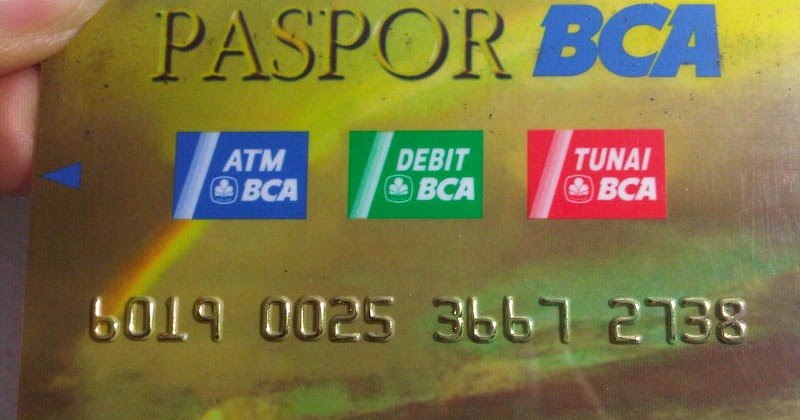 PASPOR BCA
ATM DEBIT TUNAI
BCA BCA BCA
6019 0025 3667 2738